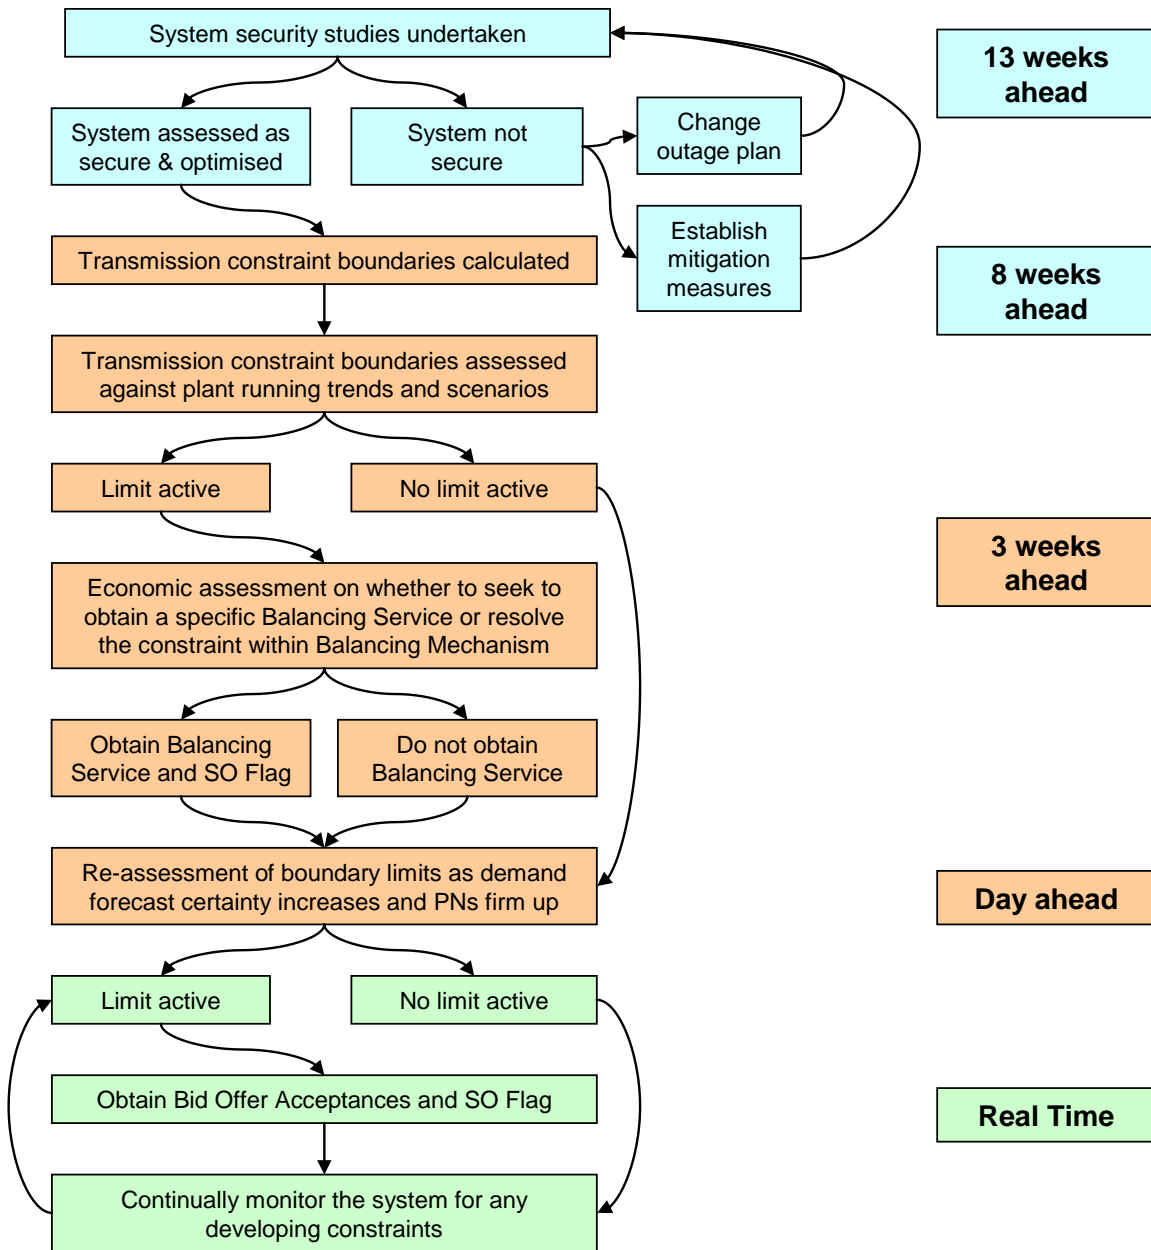 System security studies undertaken
13 weeks
ahead
System assessed as
secure & optimised
System not
secure
Change
outage plan
Establish
mitigation
measures
Transmission constraint boundaries calculated
8 weeks
ahead
Transmission constraint boundaries assessed
against plant running trends and scenarios
Limit active
No limit active
3 weeks
ahead
Economic assessment on whether to seek to
obtain a specific Balancing Service or resolve
the constraint within Balancing Mechanism
Obtain Balancing
Service and SO Flag
Do not obtain
Balancing Service
Re-assessment of boundary limits as demand
forecast certainty increases and PNs firm up
Day ahead
Limit active
No limit active
Obtain Bid Offer Acceptances and SO Flag
Real Time
Continually monitor the system for any
developing constraints